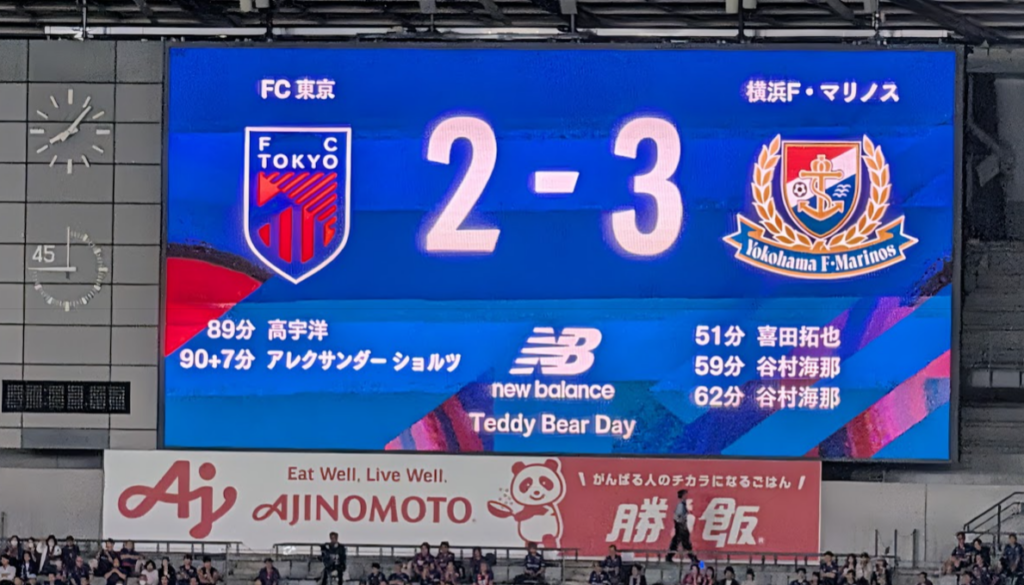 FC 東京
横浜F・マリノス
F C
TOKYO
2 - 3
Yokohama F・Marinos
45
89分 高宇洋
90+7分 アレクサンダー ショルツ
NB
new balance
Teddy Bear Day
51分 喜田拓也
59分 谷村海那
62分 谷村海那
Aj
Eat Well, Live Well.
AJINOMOTO®
\ がんばる人のチカラになるごはん /
勝ち飯®